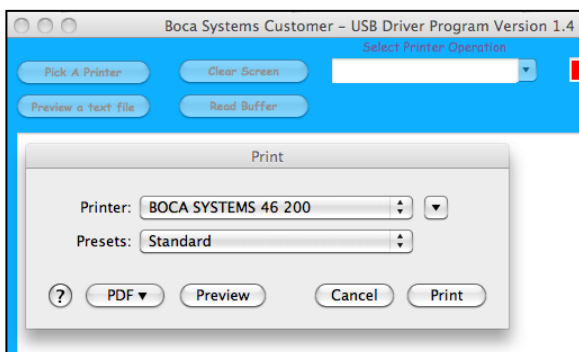 Boca Systems Customer – USB Driver Program Version 1.4
Select Printer Operation
Pick A Printer
Clear Screen
Preview a text file
Read Buffer
Print
Printer: BOCA SYSTEMS 46 200
Presets: Standard
? PDF▾ Preview Cancel Print